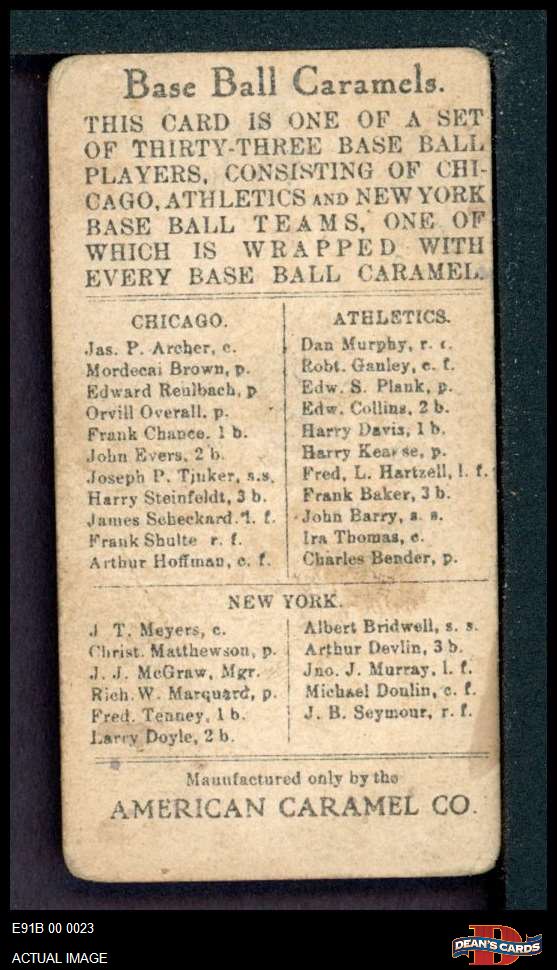 Base Ball Caramels.
THIS CARD IS ONE OF A SET
OF THIRTY-THREE BASE BALL
PLAYERS, CONSISTING OF CHI-
CAGO, ATHLETICS AND NEW YORK
BASE BALL TEAMS, ONE OF
WHICH IS WRAPPED WITH
EVERY BASE BALL CARAMEL.
CHICAGO.
Jas. P. Archer, c.
Mordecai Brown, p.
Edward Reulbach, p
Orvill Overall. p.
Frank Chance. 1 b.
John Evers, 2 b.
Joseph P. Tinker, s.s.
Harry Steinfeldt, 3 b.
James Scheckard. l. f.
Frank Shulte r. f.
Arthur Hoffman, c. f.
ATHLETICS.
Dan Murphy, r. f.
Robt. Ganley, c. f.
Edw. S. Plank, p.
Edw. Collins, 2 b.
Harry Davis, 1 b.
Harry Kearse, p.
Fred. L. Hartzell, l. f.
Frank Baker, 3 b.
John Barry, s. s.
Ira Thomas, c.
Charles Bender, p.
NEW YORK.
J T. Meyers, c.
Christ. Matthewson, p.
J. J. McGraw, Mgr.
Rich. W. Marquard, p.
Fred. Tenney, 1 b.
Larry Doyle, 2 b.
Albert Bridwell, s. s.
Arthur Devlin, 3 b.
Jno. J. Murray, l. f.
Michael Donlin, c. f.
J. B. Seymour, r. f.
Manufactured only by the
AMERICAN CARAMEL CO.
E91B 00 0023
ACTUAL IMAGE
DEAN'S CARDS